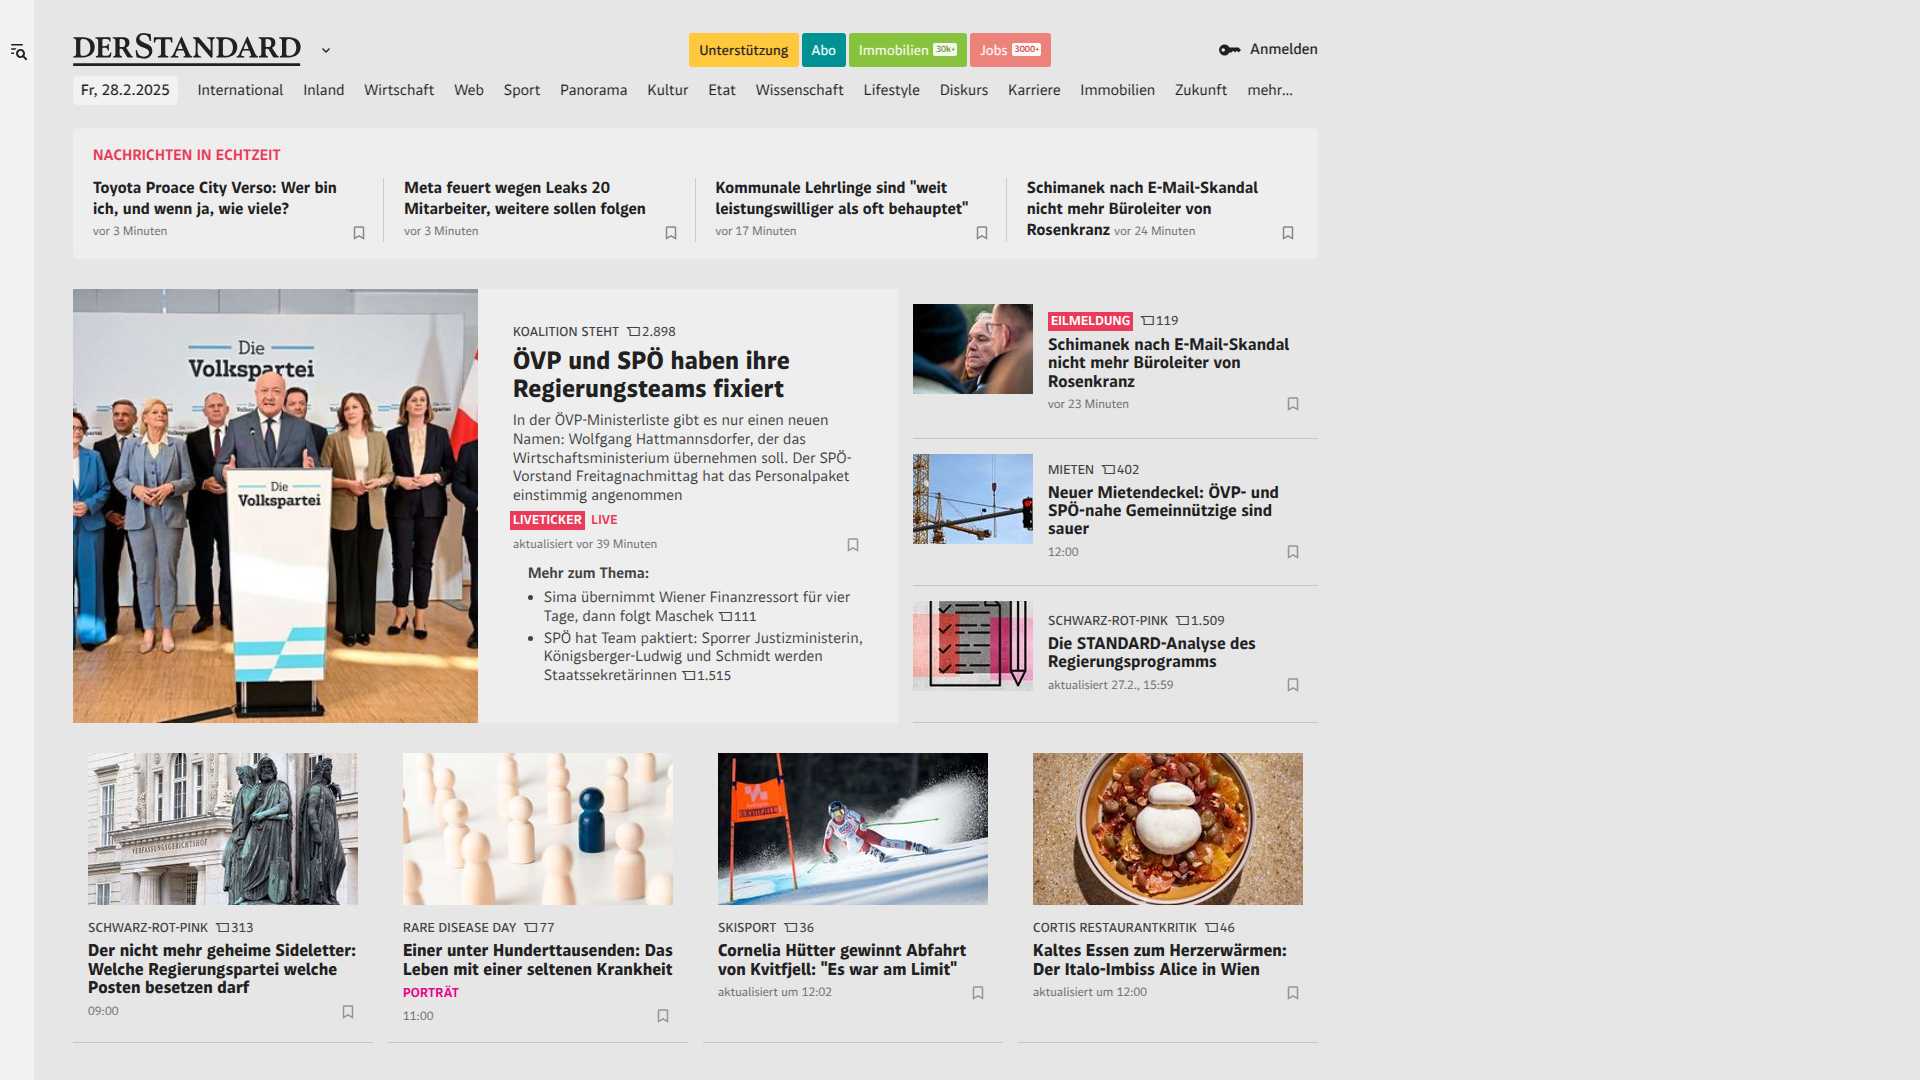 DERSTANDARD
Unterstützung
Abo
Immobilien 30k+
Jobs 3000+
Anmelden
Fr, 28.2.2025
International
Inland
Wirtschaft
Web
Sport
Panorama
Kultur
Etat
Wissenschaft
Lifestyle
Diskurs
Karriere
Immobilien
Zukunft
mehr...
NACHRICHTEN IN ECHTZEIT
Toyota Proace City Verso: Wer bin
ich, und wenn ja, wie viele?
vor 3 Minuten
Meta feuert wegen Leaks 20
Mitarbeiter, weitere sollen folgen
vor 3 Minuten
Kommunale Lehrlinge sind "weit
leistungswilliger als oft behauptet"
vor 17 Minuten
Schimanek nach E-Mail-Skandal
nicht mehr Büroleiter von
Rosenkranz vor 24 Minuten
Die
Volkspartei
Die
Volkspartei
KOALITION STEHT 2.898
ÖVP und SPÖ haben ihre
Regierungsteams fixiert
In der ÖVP-Ministerliste gibt es nur einen neuen
Namen: Wolfgang Hattmannsdorfer, der das
Wirtschaftsministerium übernehmen soll. Der SPÖ-
Vorstand Freitagnachmittag hat das Personalpaket
einstimmig angenommen
LIVETICKER LIVE
aktualisiert vor 39 Minuten
Mehr zum Thema:
• Sima übernimmt Wiener Finanzressort für vier
Tage, dann folgt Maschek 111
• SPÖ hat Team paktiert: Sporrer Justizministerin,
Königsberger-Ludwig und Schmidt werden
Staatssekretärinnen 1.515
EILMELDUNG 119
Schimanek nach E-Mail-Skandal
nicht mehr Büroleiter von
Rosenkranz
vor 23 Minuten
MIETEN 402
Neuer Mietendeckel: ÖVP- und
SPÖ-nahe Gemeinnützige sind
sauer
12:00
SCHWARZ-ROT-PINK 1.509
Die STANDARD-Analyse des
Regierungsprogramms
aktualisiert 27.2., 15:59
VERFASSUNGSGERICHTSHOF
SCHWARZ-ROT-PINK 313
Der nicht mehr geheime Sideletter:
Welche Regierungspartei welche
Posten besetzen darf
09:00
RARE DISEASE DAY 77
Einer unter Hunderttausenden: Das
Leben mit einer seltenen Krankheit
PORTRÄT
11:00
SKISPORT 36
Cornelia Hütter gewinnt Abfahrt
von Kvitfjell: "Es war am Limit"
aktualisiert um 12:02
CORTIS RESTAURANTKRITIK 46
Kaltes Essen zum Herzerwärmen:
Der Italo-Imbiss Alice in Wien
aktualisiert um 12:00